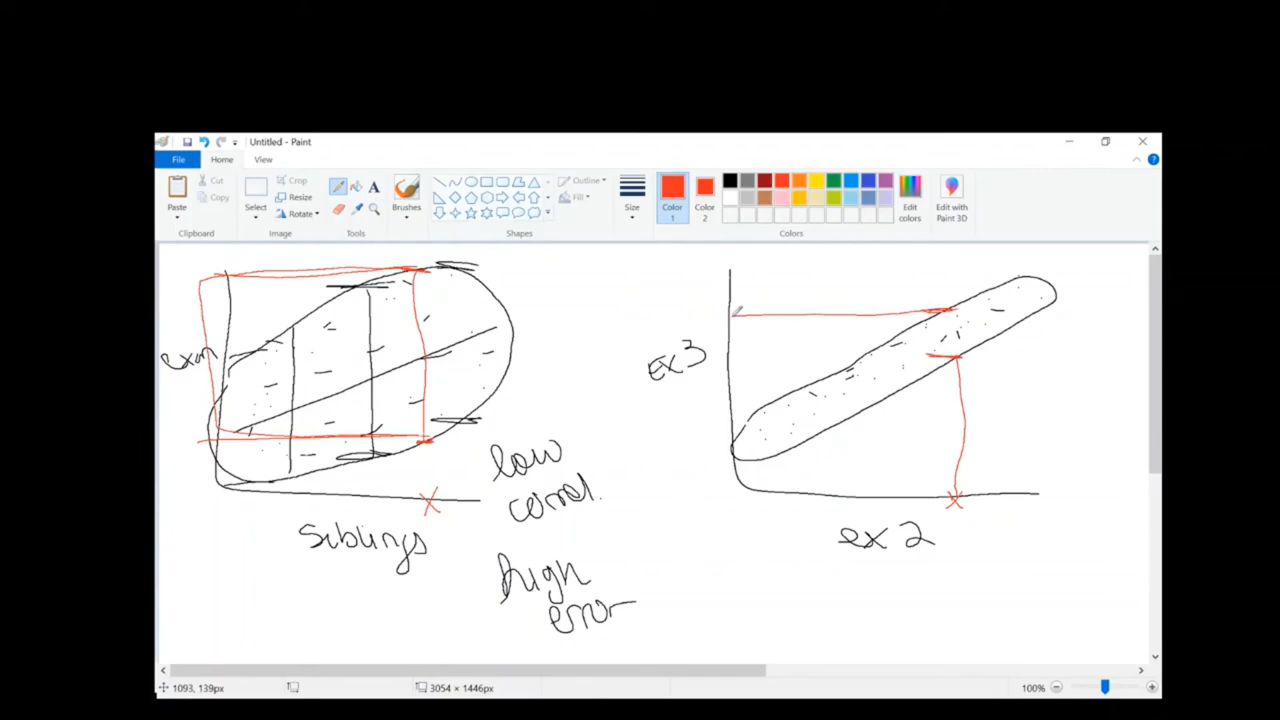 Untitled - Paint
File
Home
View
Paste
Cut
Copy
Clipboard
Select
Crop
Resize
Rotate
Image
Tools
Brushes
Shapes
Outline
Fill
Size
Color 1
Color 2
Edit colors
Edit with Paint 3D
Colors
exam
Siblings
low
correl.
high
error
ex3
ex 2
1093, 139px
3054 × 1446px
100%